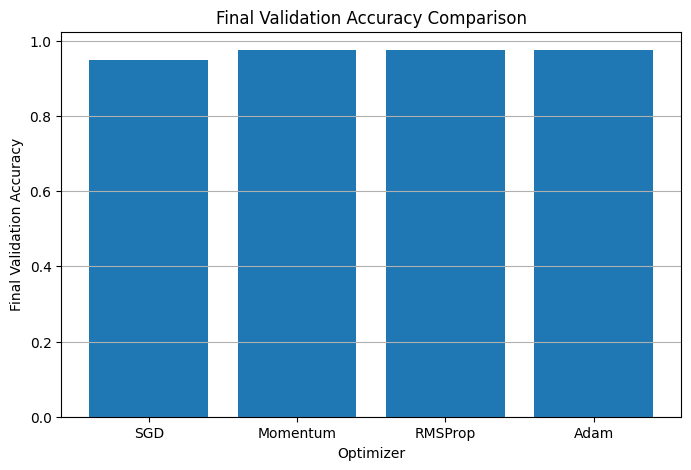 Final Validation Accuracy Comparison
1.0
0.8
0.6
0.4
0.2
0.0
Final Validation Accuracy
SGD Momentum RMSProp Adam
Optimizer